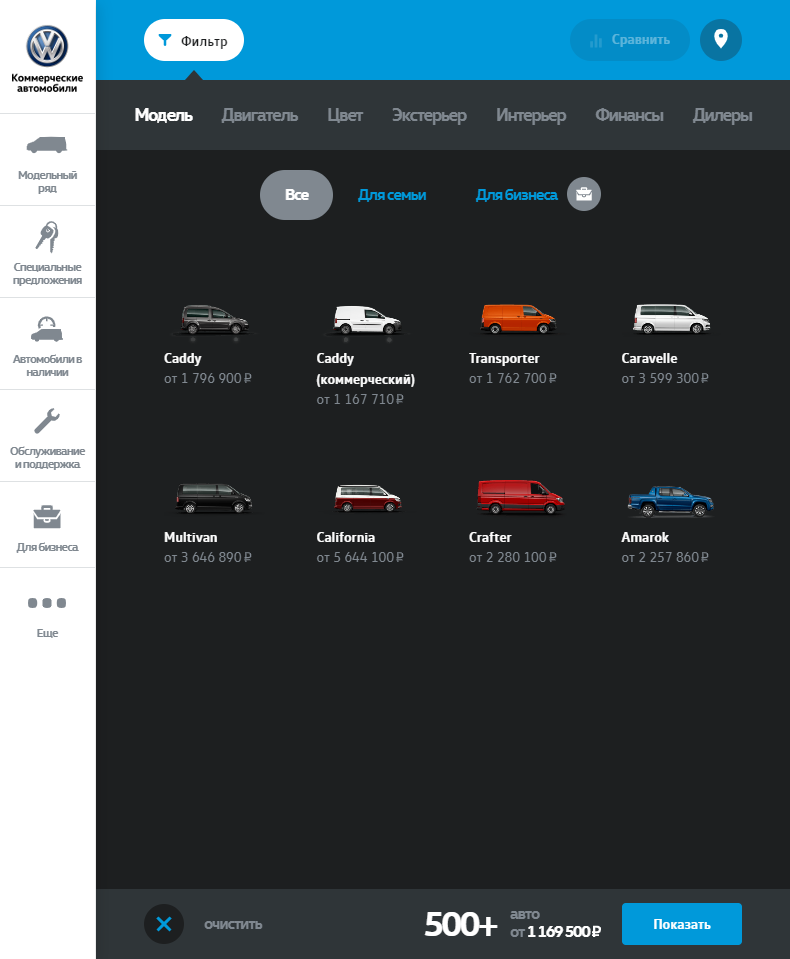 Коммерческие
автомобили
Модельный
ряд
Специальные
предложения
Автомобили в
наличии
Обслуживание
и поддержка
Для бизнеса
Еще
Фильтр
Сравнить
Модель Двигатель Цвет Экстерьер Интерьер Финансы Дилеры
Все Для семьи Для бизнеса
Caddy
от 1 796 900 ₽
Caddy
(коммерческий)
от 1 167 710 ₽
Transporter
от 1 762 700 ₽
Caravelle
от 3 599 300 ₽
Multivan
от 3 646 890 ₽
California
от 5 644 100 ₽
Crafter
от 2 280 100 ₽
Amarok
от 2 257 860 ₽
очистить
500+
авто
от 1 169 500 ₽
Показать